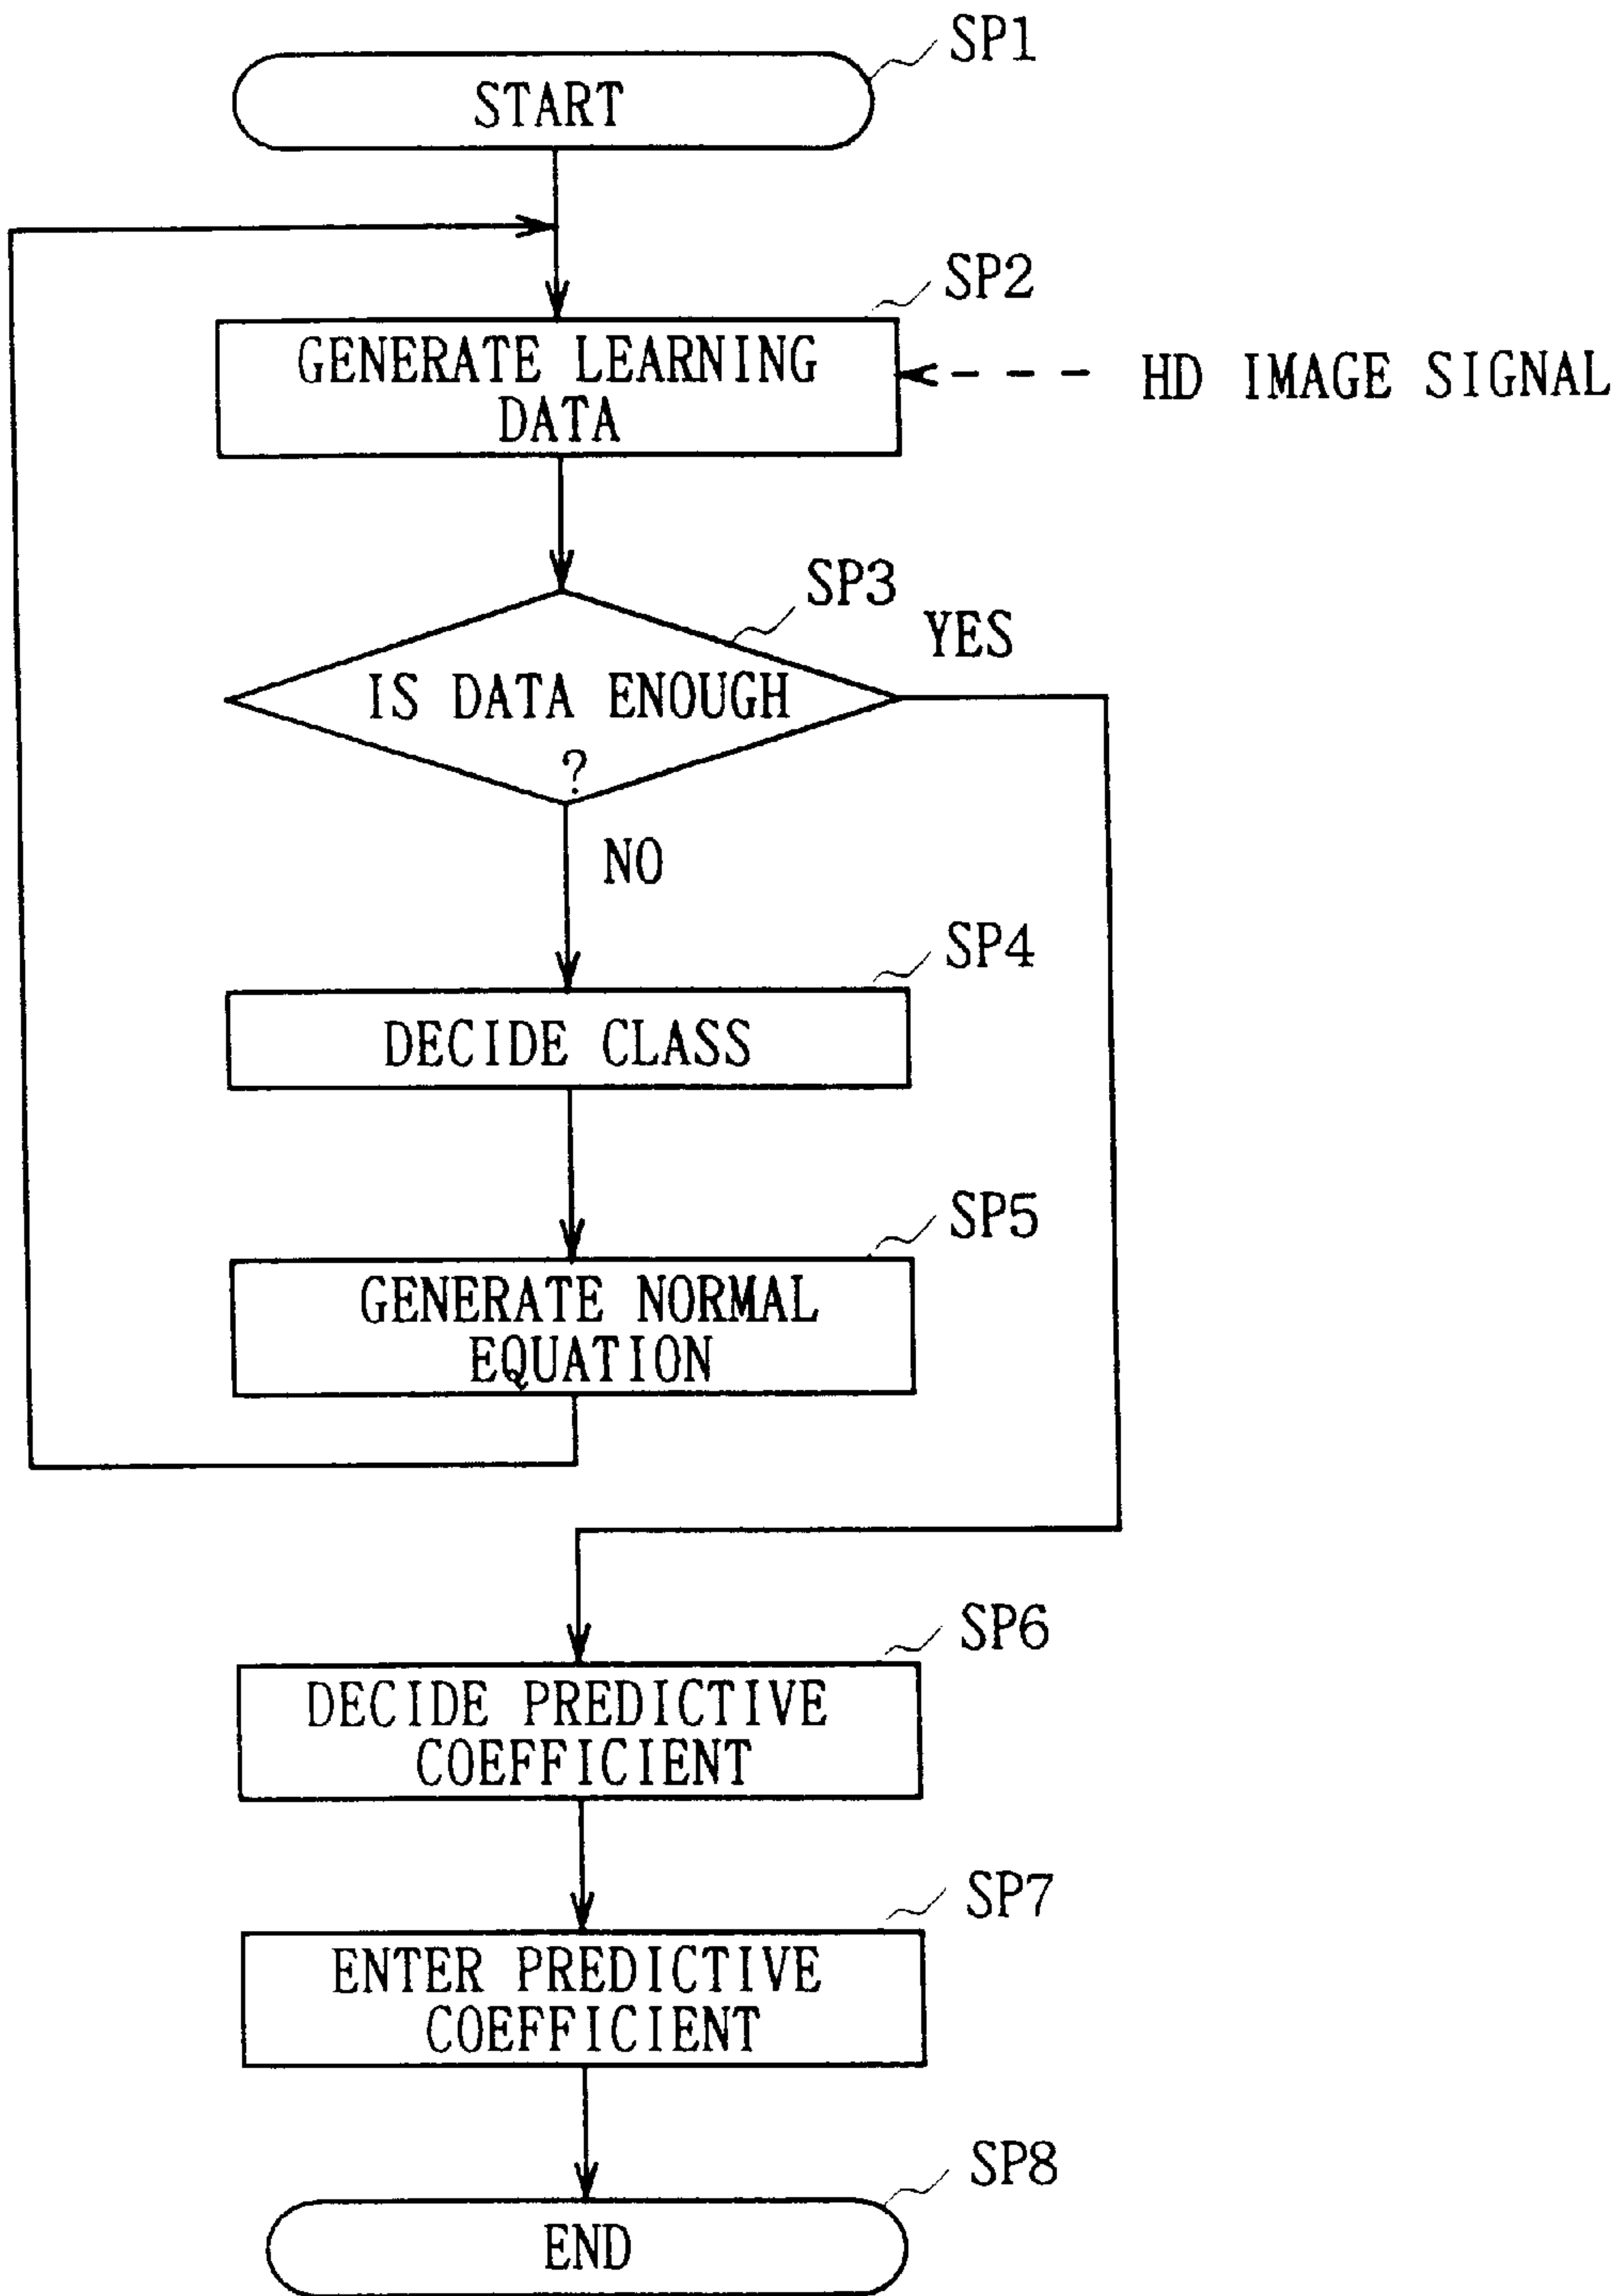 SP1
START
SP2
GENERATE LEARNING
DATA
HD IMAGE SIGNAL
SP3
YES
IS DATA ENOUGH
?
NO
SP4
DECIDE CLASS
SP5
GENERATE NORMAL
EQUATION
SP6
DECIDE PREDICTIVE
COEFFICIENT
SP7
ENTER PREDICTIVE
COEFFICIENT
SP8
END